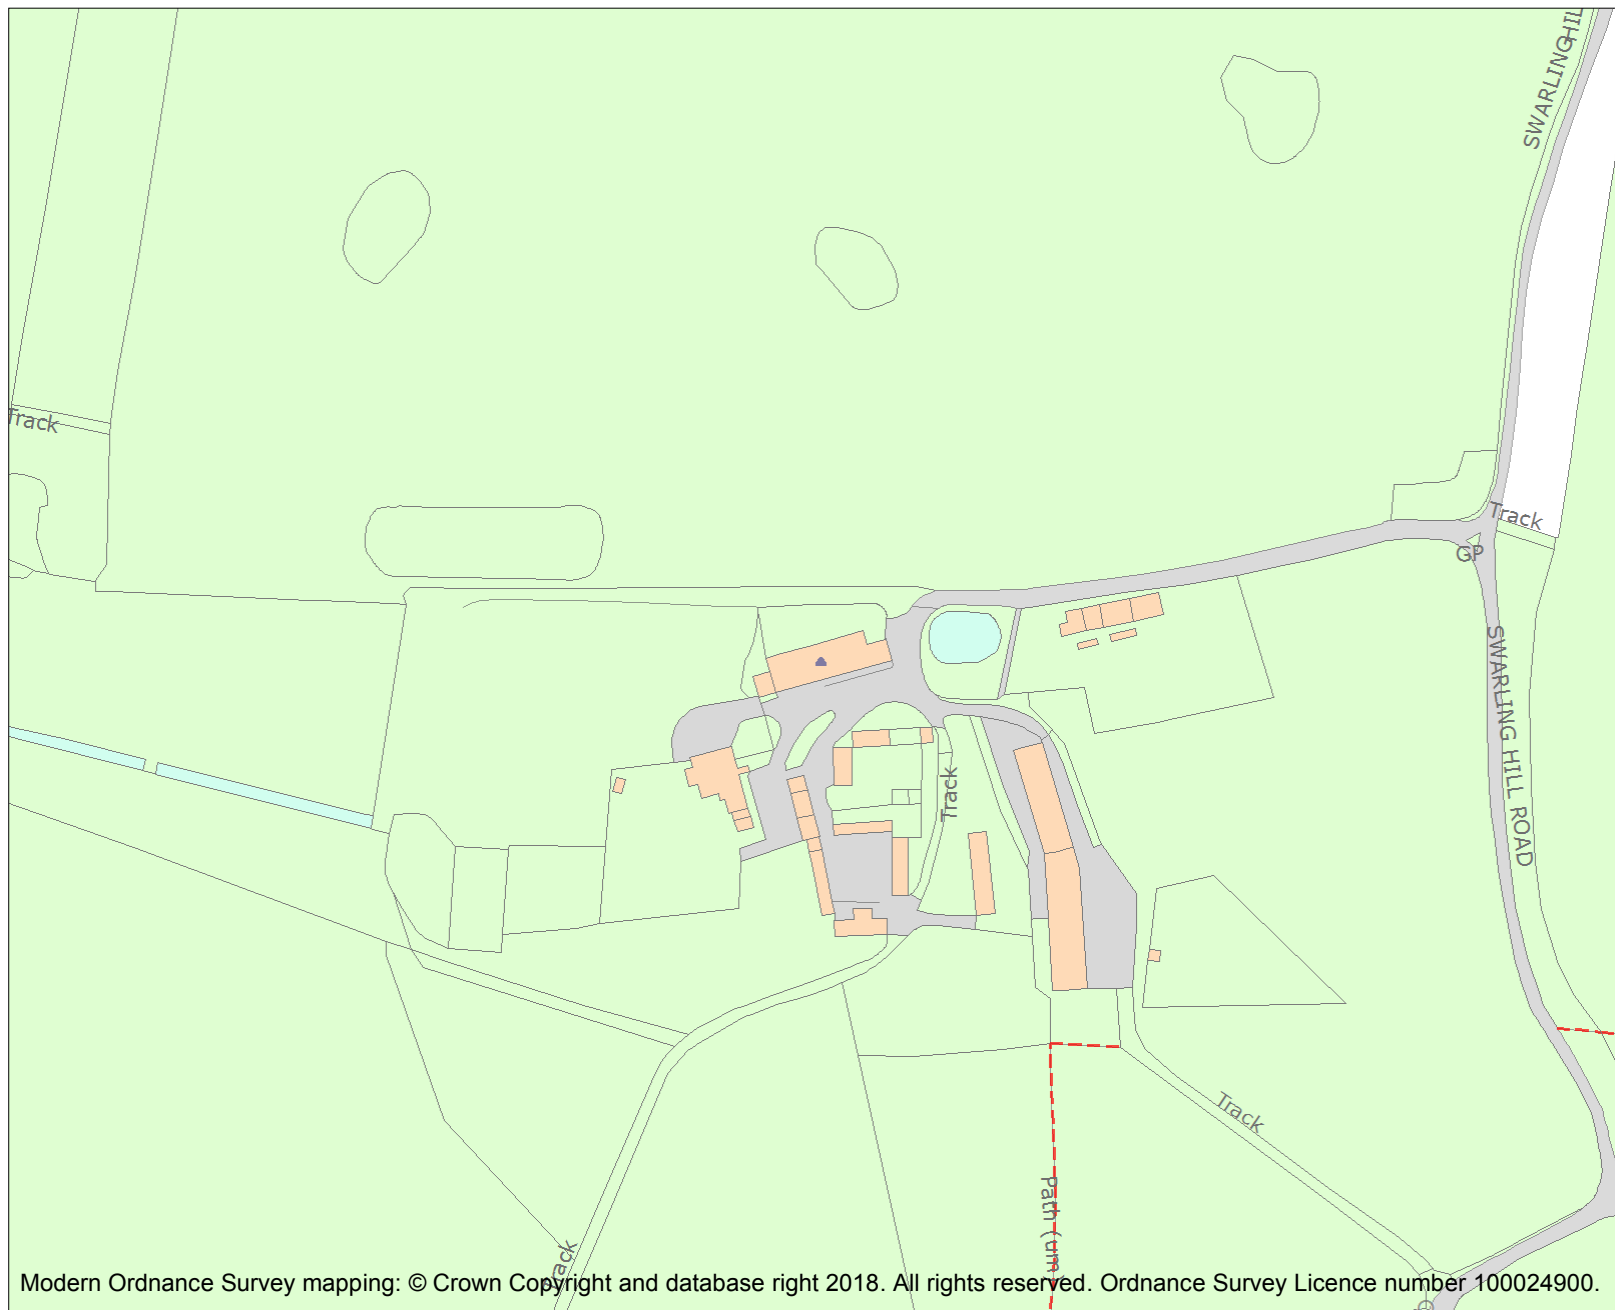 SWARLING HIL
Track
Track
GP
SWARLING HILL ROAD
Track
Track
Path (um)
Track
Modern Ordnance Survey mapping: © Crown Copyright and database right 2018. All rights reserved. Ordnance Survey Licence number 100024900.